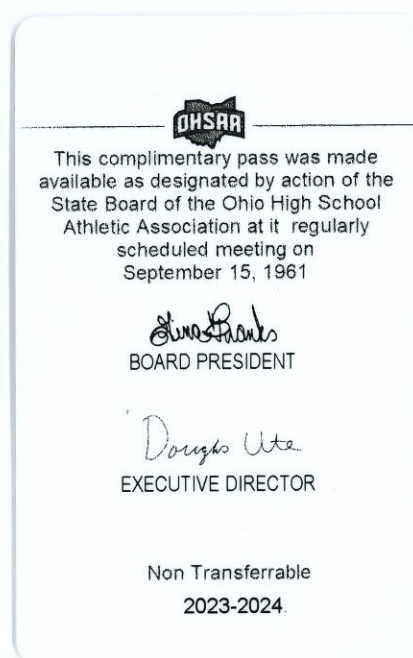 OHSAA
This complimentary pass was made
available as designated by action of the
State Board of the Ohio High School
Athletic Association at it regularly
scheduled meeting on
September 15, 1961
BOARD PRESIDENT
Douglas Ute
EXECUTIVE DIRECTOR
Non Transferrable
2023-2024